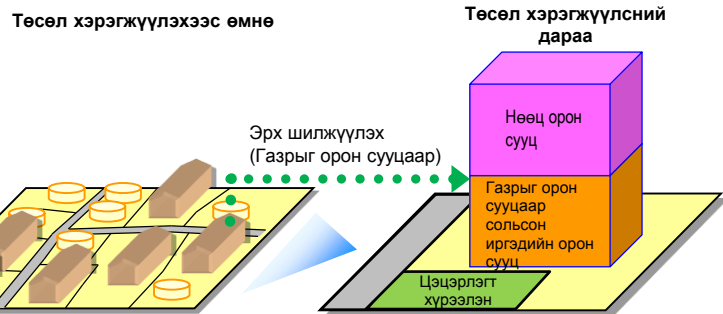 Төсөл хэрэгжүүлэхээс өмнө
Төсөл хэрэгжүүлсний
дараа
Эрх шилжүүлэх
(Газрыг орон сууцаар)
Нөөц орон
сууц
Газрыг орон
сууцаар
сольсон
иргэдийн орон
сууц
Цэцэрлэгт
хүрээлэн